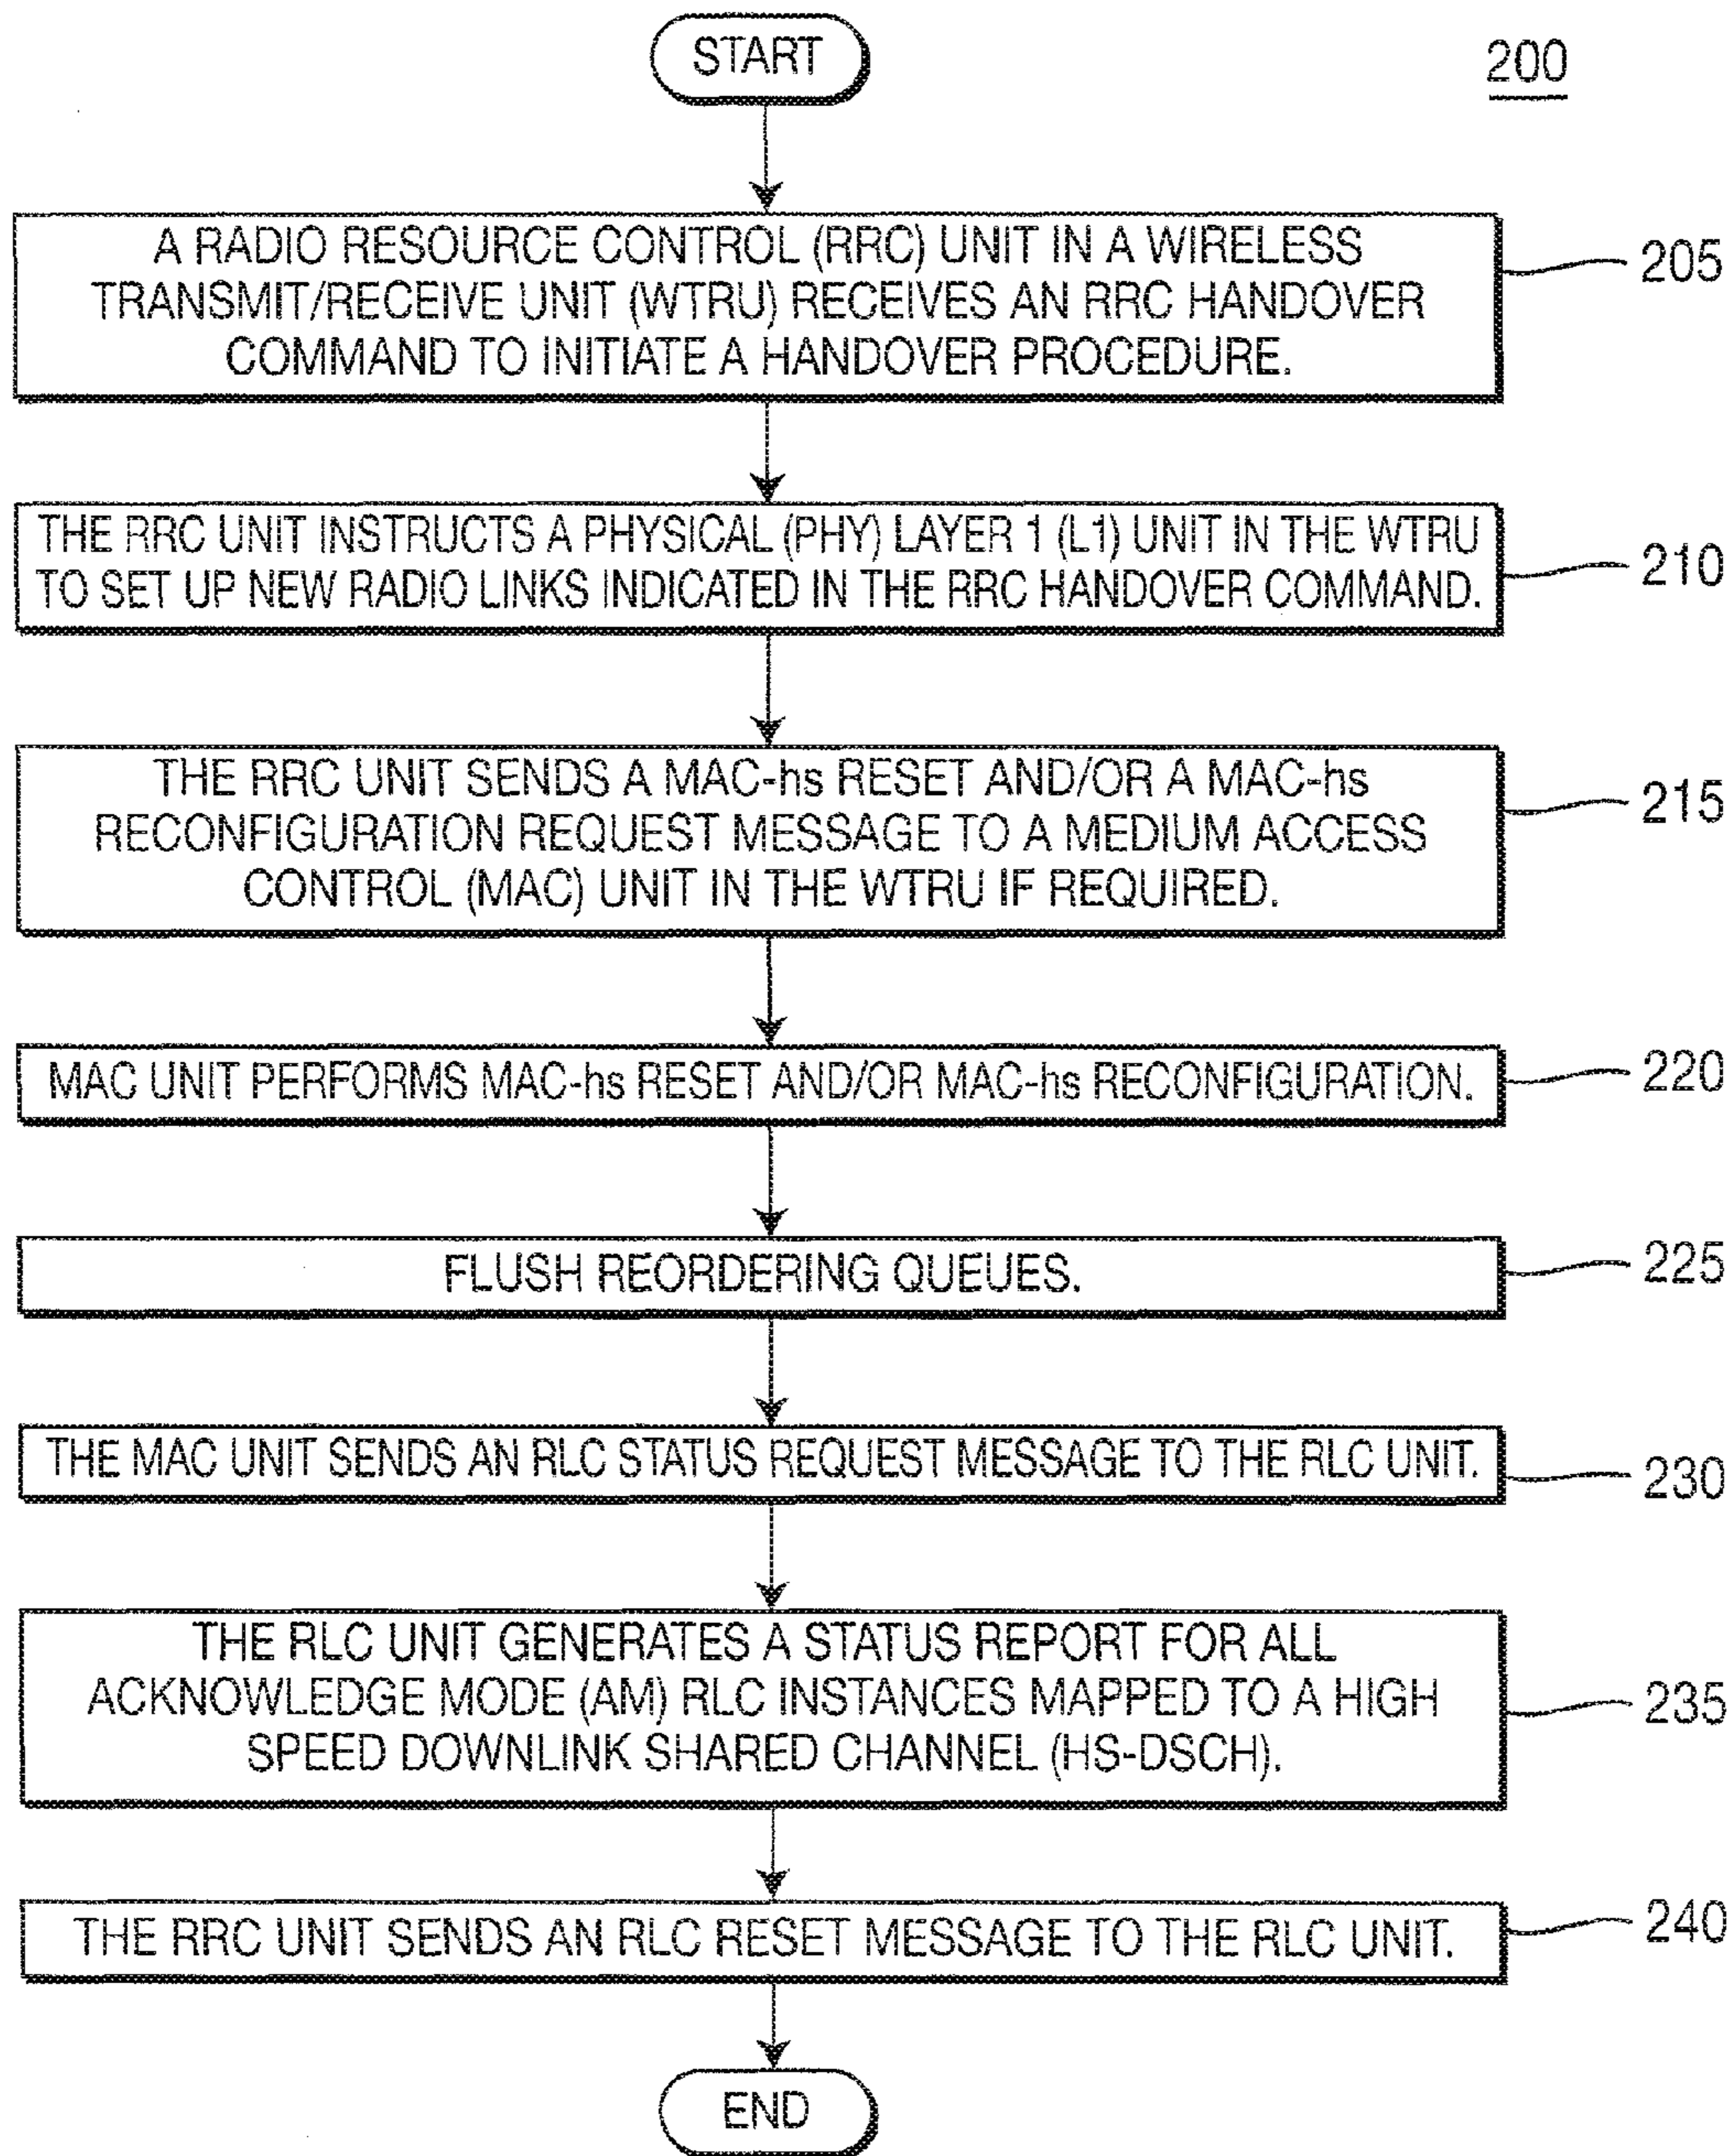 START
200
A RADIO RESOURCE CONTROL (RRC) UNIT IN A WIRELESS
TRANSMIT/RECEIVE UNIT (WTRU) RECEIVES AN RRC HANDOVER
COMMAND TO INITIATE A HANDOVER PROCEDURE.
205
THE RRC UNIT INSTRUCTS A PHYSICAL (PHY) LAYER 1 (L1) UNIT IN THE WTRU
TO SET UP NEW RADIO LINKS INDICATED IN THE RRC HANDOVER COMMAND.
210
THE RRC UNIT SENDS A MAC-hs RESET AND/OR A MAC-hs
RECONFIGURATION REQUEST MESSAGE TO A MEDIUM ACCESS
CONTROL (MAC) UNIT IN THE WTRU IF REQUIRED.
215
MAC UNIT PERFORMS MAC-hs RESET AND/OR MAC-hs RECONFIGURATION.
220
FLUSH REORDERING QUEUES.
225
THE MAC UNIT SENDS AN RLC STATUS REQUEST MESSAGE TO THE RLC UNIT.
230
THE RLC UNIT GENERATES A STATUS REPORT FOR ALL
ACKNOWLEDGE MODE (AM) RLC INSTANCES MAPPED TO A HIGH
SPEED DOWNLINK SHARED CHANNEL (HS-DSCH).
235
THE RRC UNIT SENDS AN RLC RESET MESSAGE TO THE RLC UNIT.
240
END